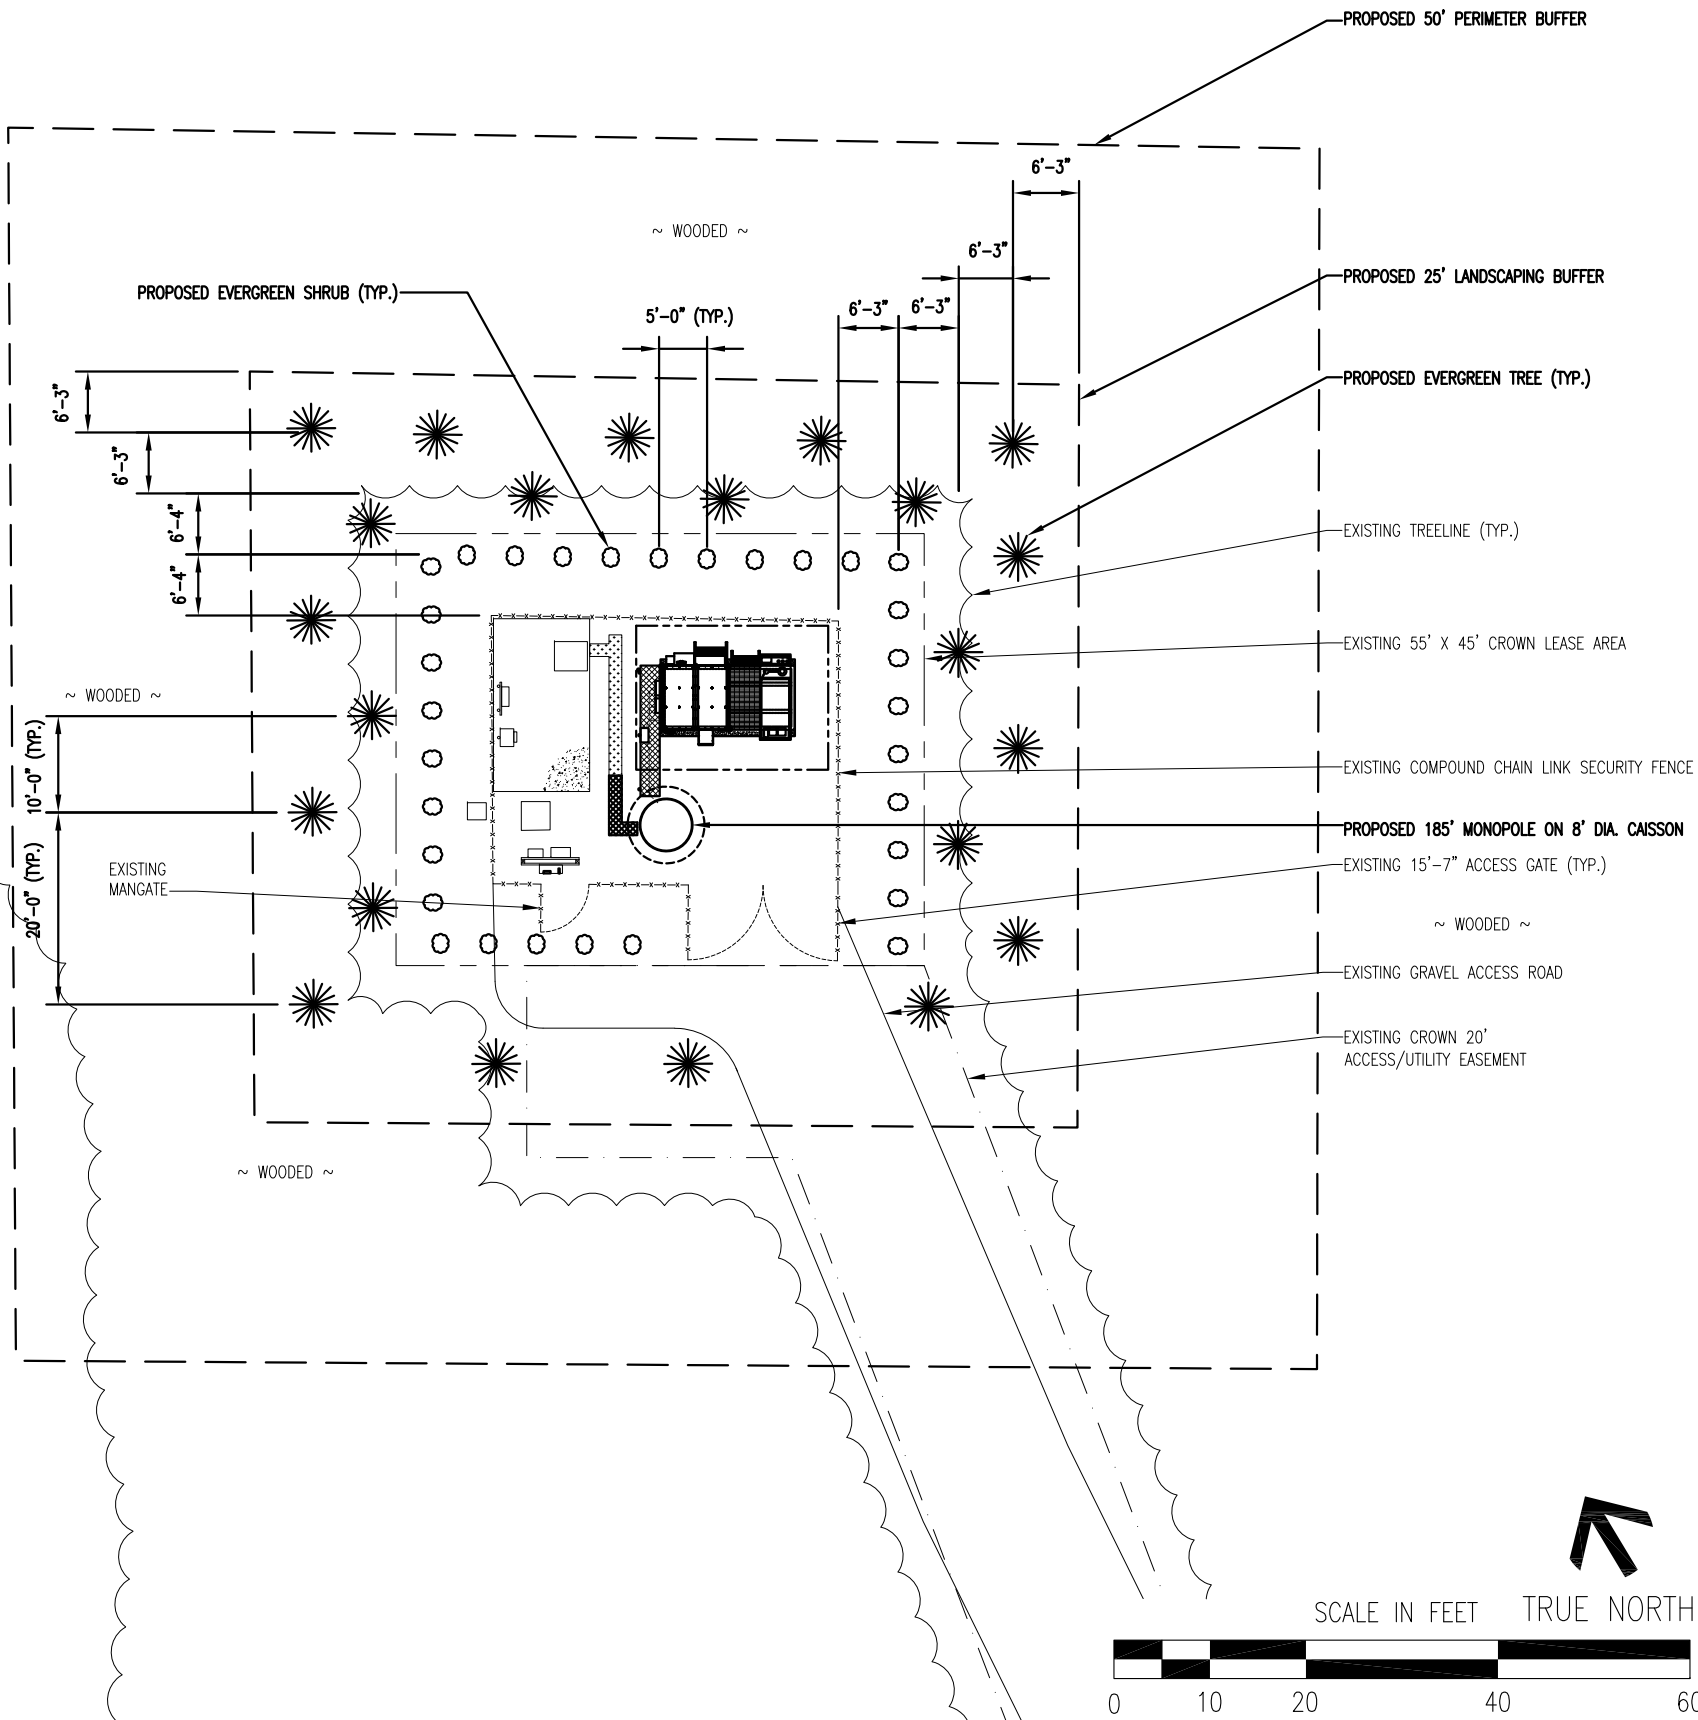 PROPOSED 50' PERIMETER BUFFER
6'-3"
~ WOODED ~
6'-3"
PROPOSED 25' LANDSCAPING BUFFER
PROPOSED EVERGREEN SHRUB (TYP.)
5'-0" (TYP.)
6'-3"
6'-3"
PROPOSED EVERGREEN TREE (TYP.)
6'-3"
6'-3"
6'-4"
6'-4"
EXISTING TREELINE (TYP.)
EXISTING 55' X 45' CROWN LEASE AREA
~ WOODED ~
10'-0" (TYP.)
EXISTING COMPOUND CHAIN LINK SECURITY FENCE
PROPOSED 185' MONOPOLE ON 8' DIA. CAISSON
20'-0" (TYP.)
EXISTING
MANGATE
EXISTING 15'-7" ACCESS GATE (TYP.)
~ WOODED ~
EXISTING GRAVEL ACCESS ROAD
EXISTING CROWN 20'
ACCESS/UTILITY EASEMENT
~ WOODED ~
SCALE IN FEET
TRUE NORTH
0 10 20 40 60